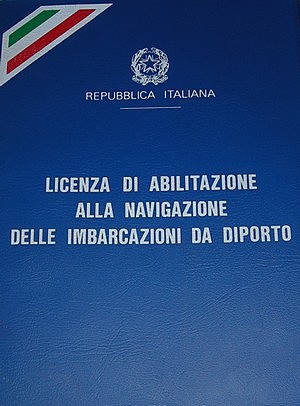 REPUBBLICA ITALIANA
LICENZA DI ABILITAZIONE
ALLA NAVIGAZIONE
DELLE IMBARCAZIONI DA DIPORTO